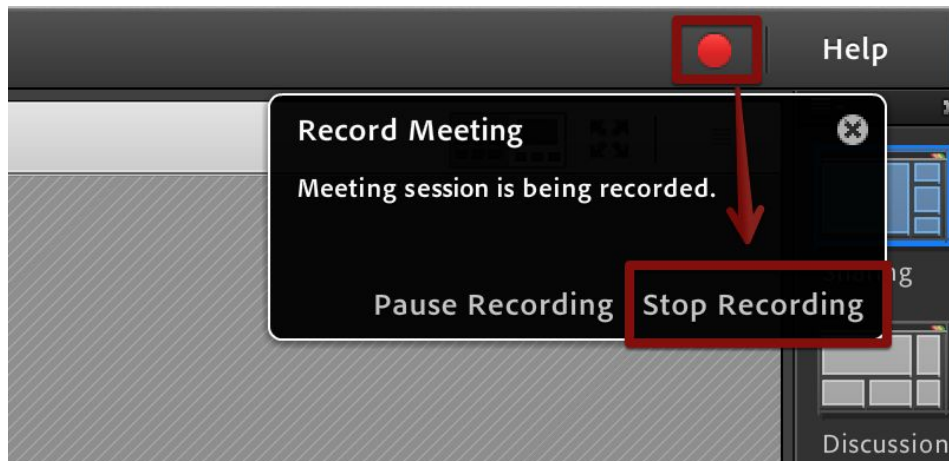 Help
Record Meeting
Meeting session is being recorded.
Pause Recording Stop Recording
Discussion